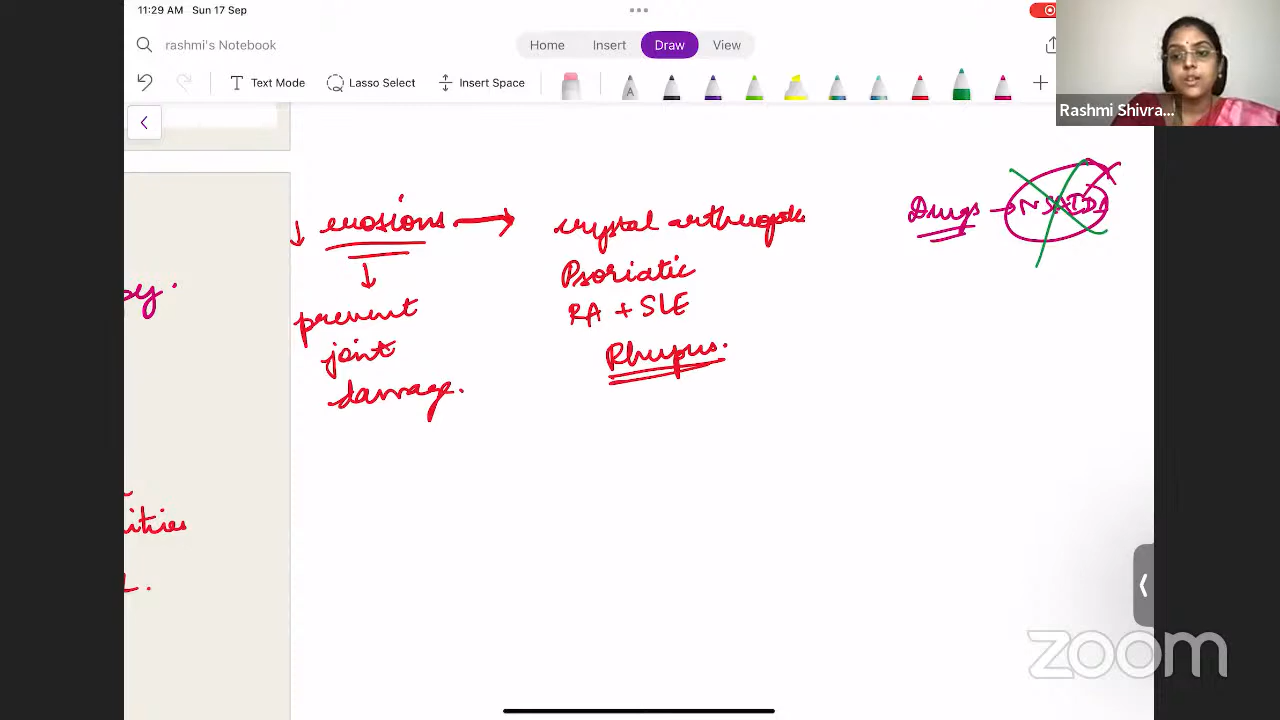 11:29 AM Sun 17 Sep
rashmi's Notebook
Home Insert Draw View
Text Mode Lasso Select Insert Space
A
Rashmi Shivra...
↓ erosions → crystal
Drugs → NSAIDs
↓
Psoriatic
prevent
RA + SLE
joint
Rhupus.
damage.
zoom